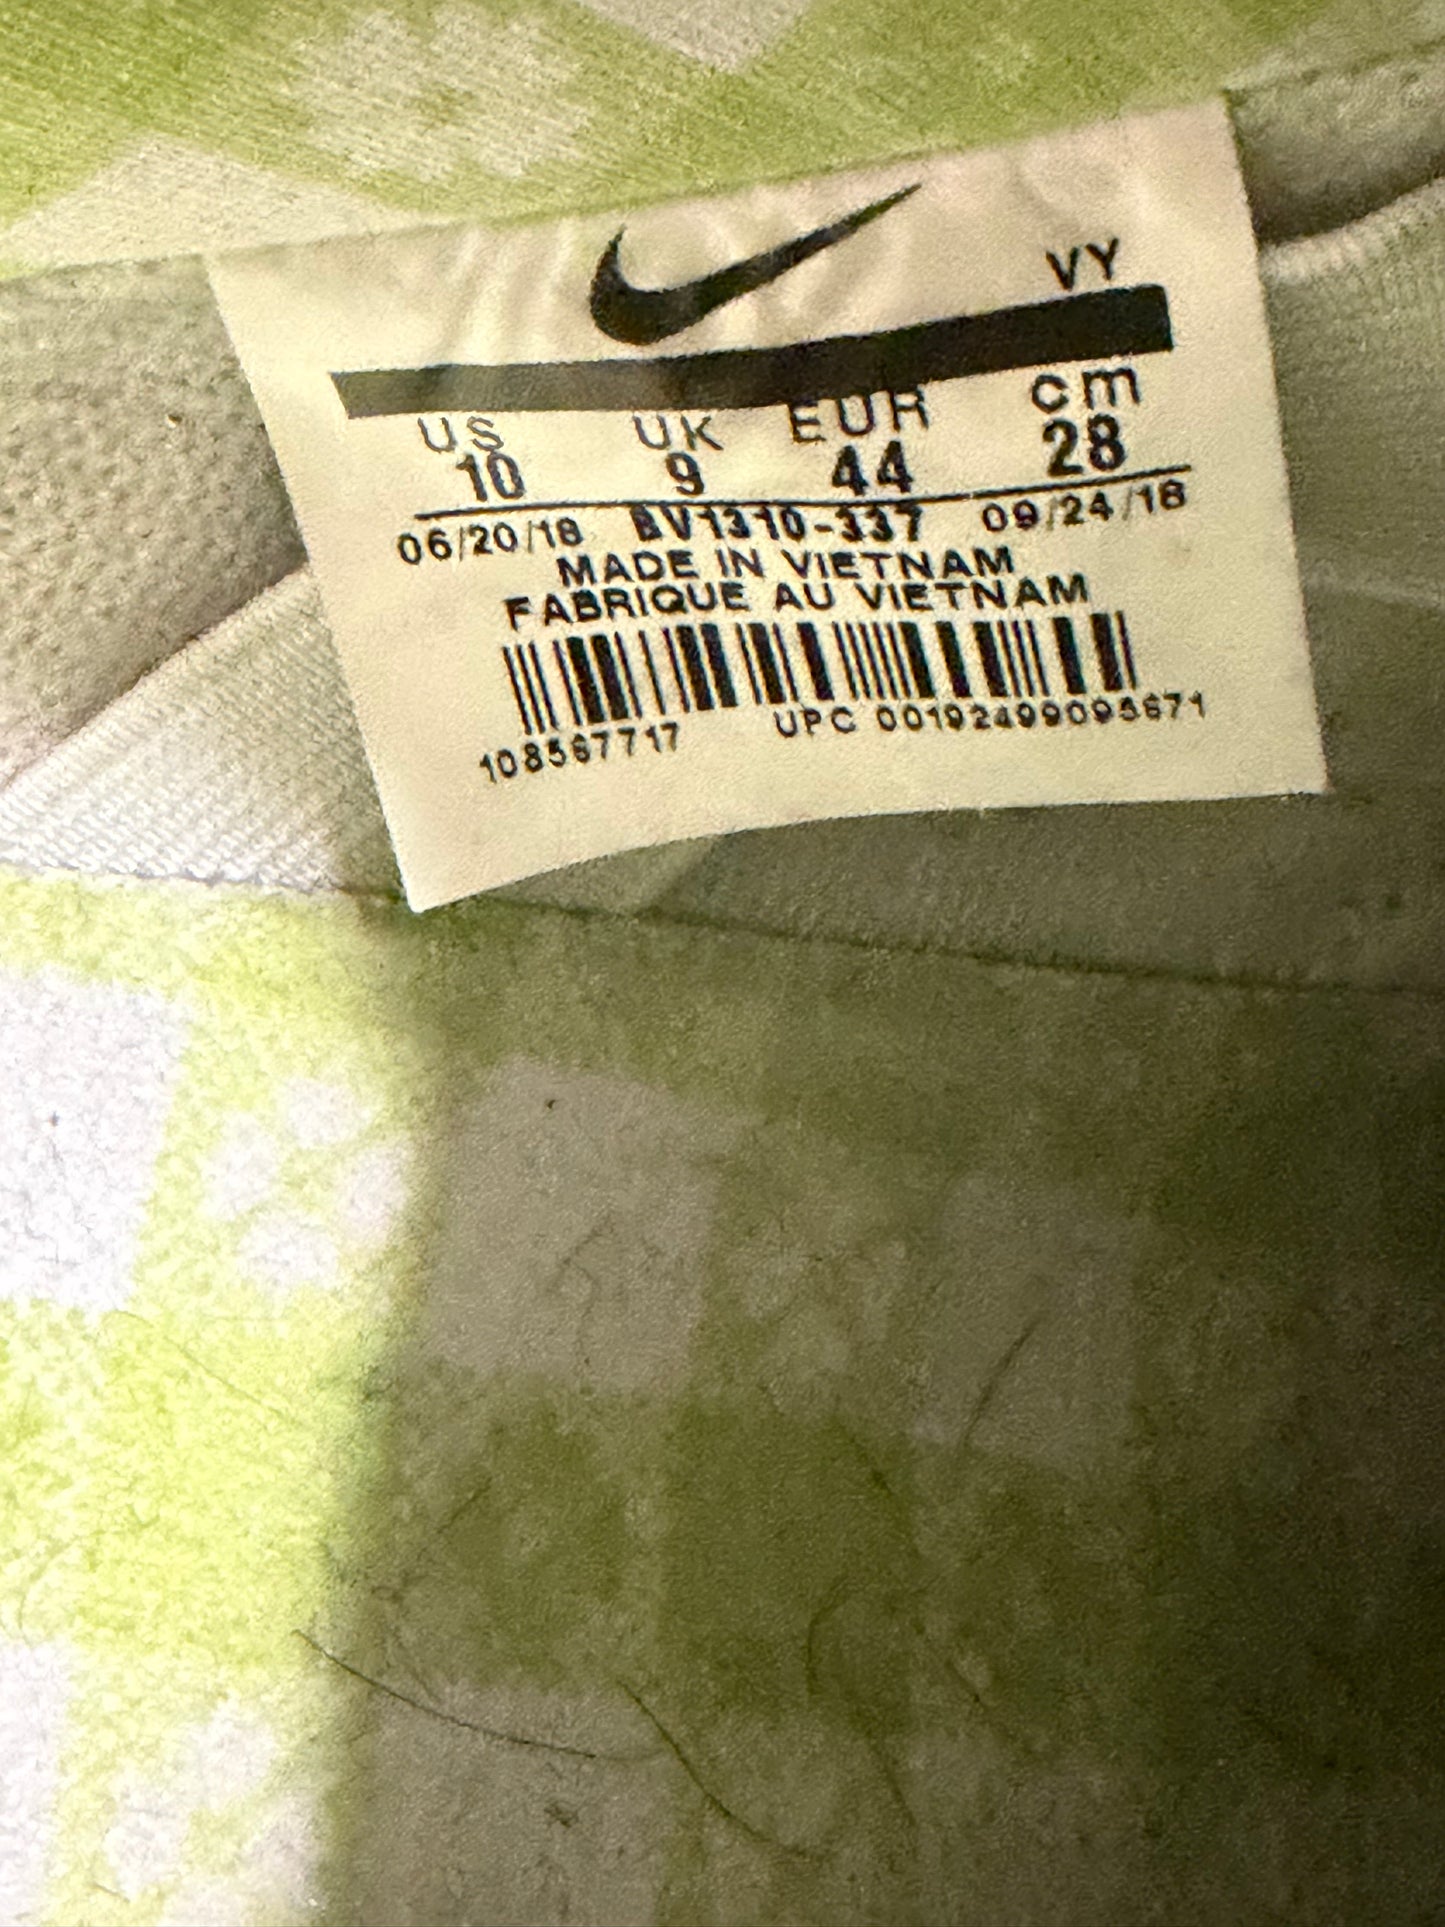 VY
US UK EUR cm
10 9 44 28
06/20/18 BV1310-337 09/24/18
MADE IN VIETNAM
FABRIQUE AU VIETNAM
108567717 UPC 00192499095671